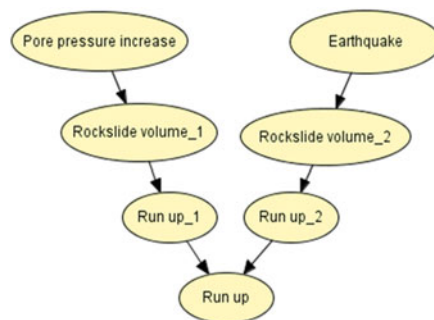 Pore pressure increase
Earthquake
Rockslide volume_1
Rockslide volume_2
Run up_1
Run up_2
Run up